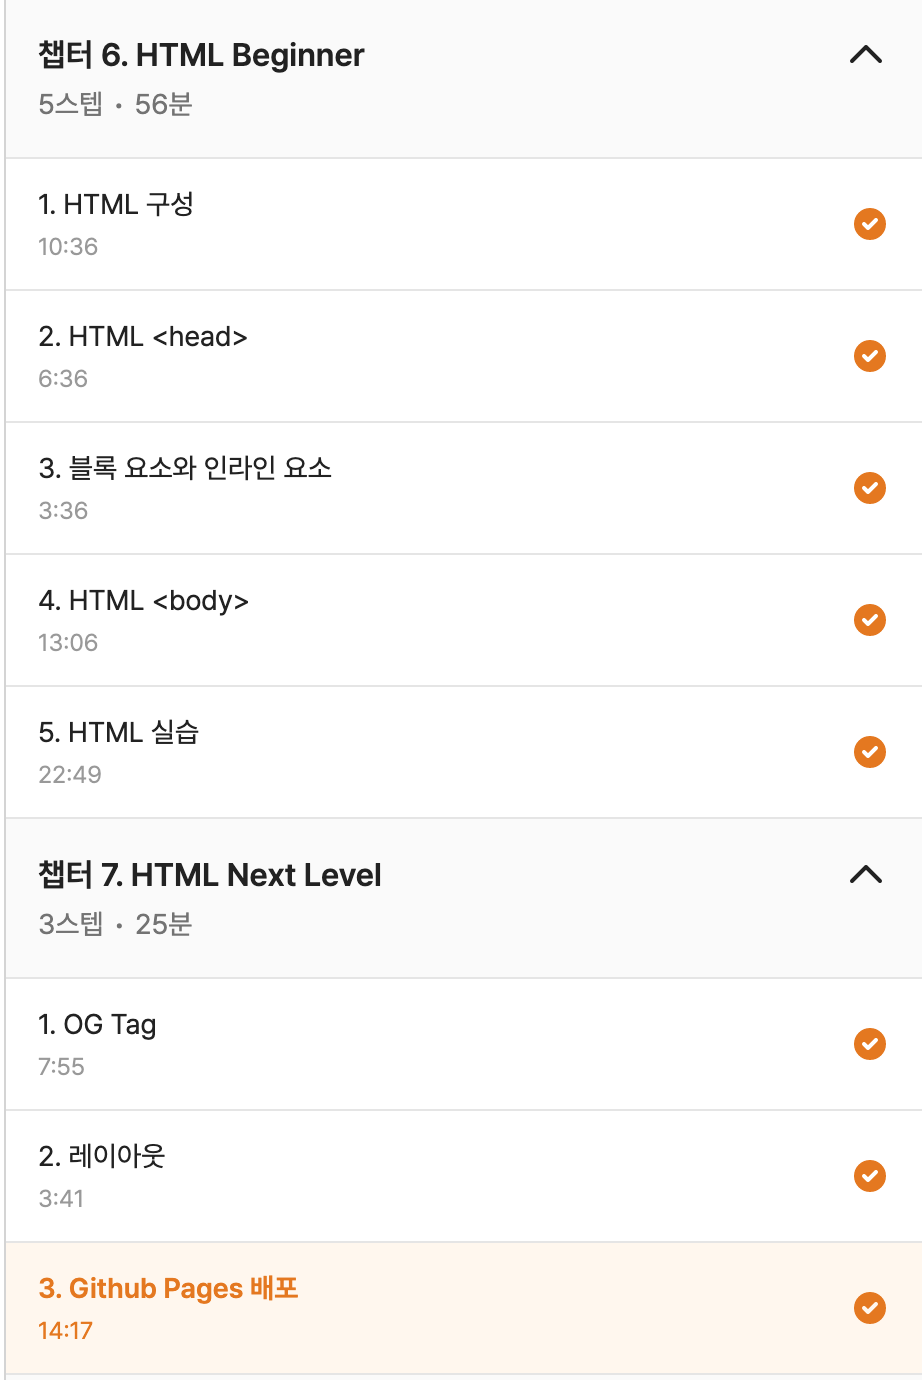 챕터 6. HTML Beginner
5스텝 • 56분
1. HTML 구성
10:36
2. HTML <head>
6:36
3. 블록 요소와 인라인 요소
3:36
4. HTML <body>
13:06
5. HTML 실습
22:49
챕터 7. HTML Next Level
3스텝 • 25분
1. OG Tag
7:55
2. 레이아웃
3:41
3. Github Pages 배포
14:17